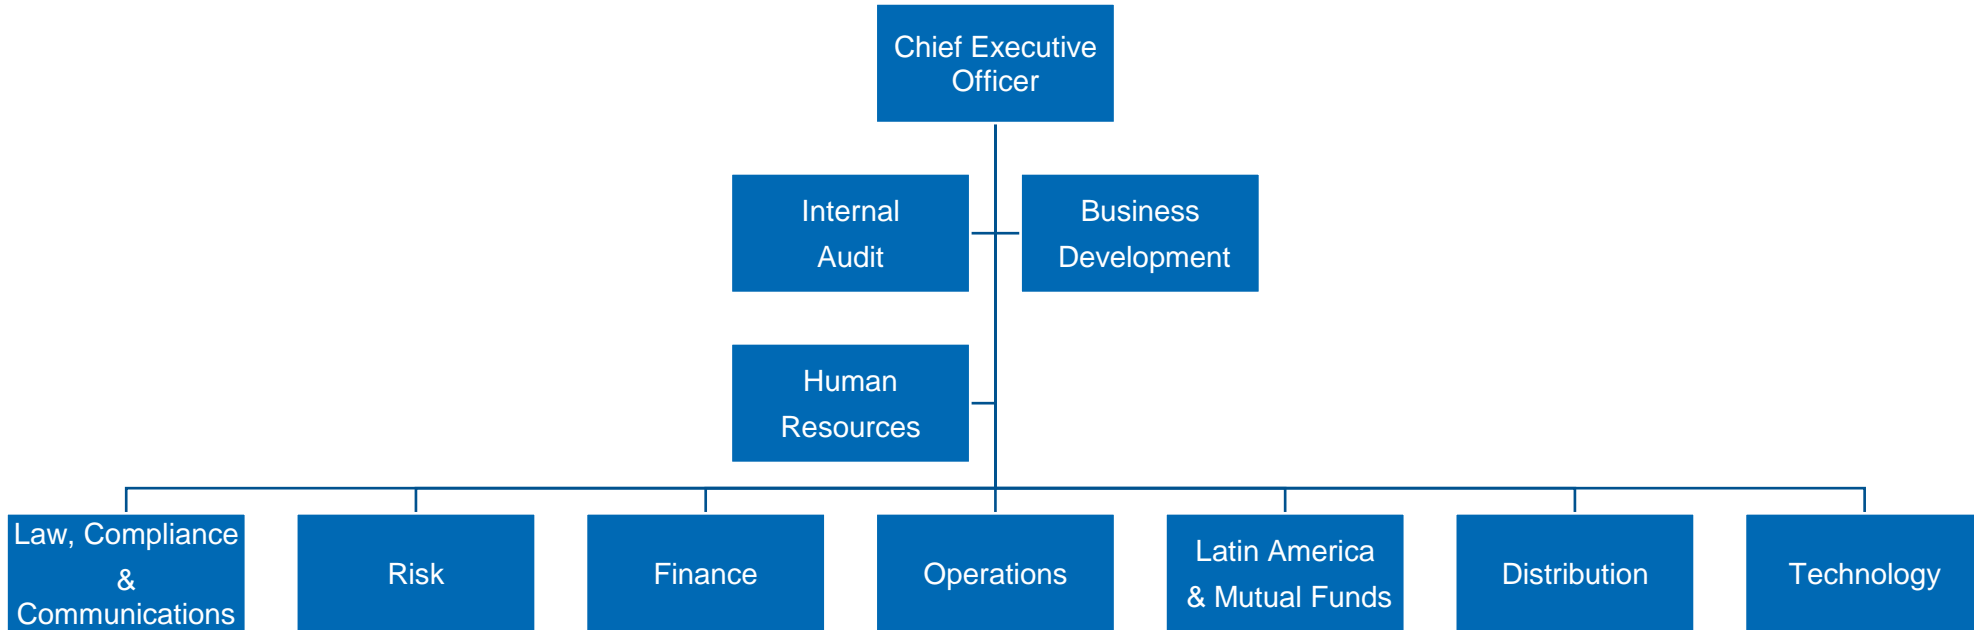 Chief Executive
Officer
Internal
Audit
Business
Development
Human
Resources
Law, Compliance
&
Communications
Risk
Finance
Operations
Latin America
& Mutual Funds
Distribution
Technology